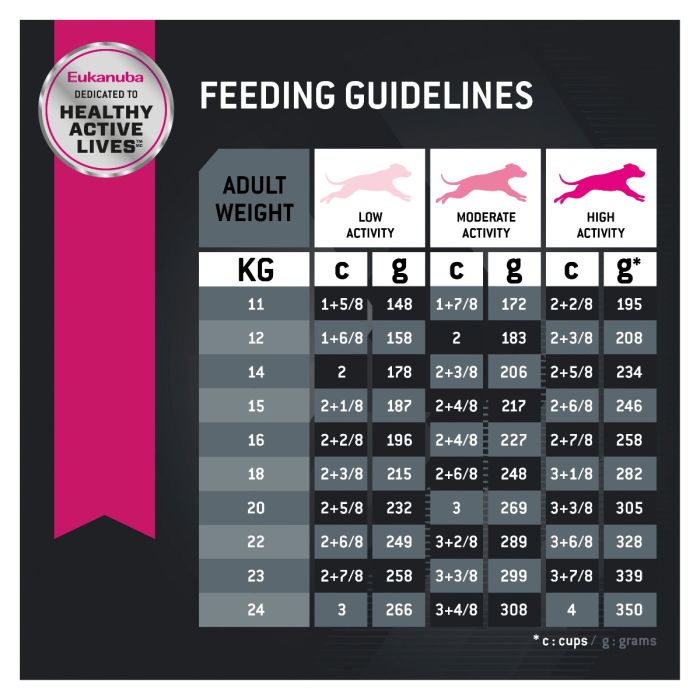 Eukanuba
DEDICATED TO
HEALTHY
ACTIVE
LIVES™
FEEDING GUIDELINES
ADULT
WEIGHT
LOW
ACTIVITY
MODERATE
ACTIVITY
HIGH
ACTIVITY
KG c g c g c g*
11 1+5/8 148 1+7/8 172 2+2/8 195
12 1+6/8 158 2 183 2+3/8 208
14 2 178 2+3/8 206 2+5/8 234
15 2+1/8 187 2+4/8 217 2+6/8 246
16 2+2/8 196 2+4/8 227 2+7/8 258
18 2+3/8 215 2+6/8 248 3+1/8 282
20 2+5/8 232 3 269 3+3/8 305
22 2+6/8 249 3+2/8 289 3+6/8 328
23 2+7/8 258 3+3/8 299 3+7/8 339
24 3 266 3+4/8 308 4 350
* c : cups / g : grams